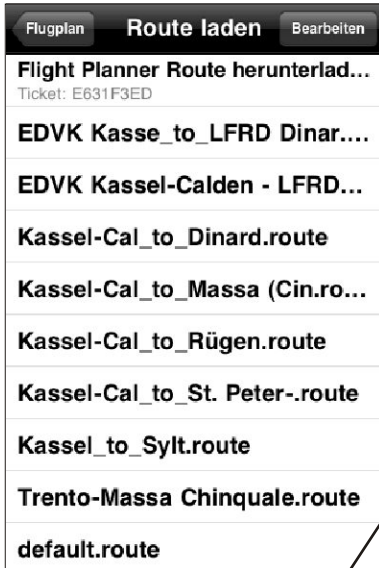 Flugplan Route laden Bearbeiten
Flight Planner Route herunterlad...
Ticket: E631F3ED
EDVK Kasse_to_LFRD Dinar....
EDVK Kassel-Calden - LFRD...
Kassel-Cal_to_Dinard.route
Kassel-Cal_to_Massa (Cin.ro...
Kassel-Cal_to_Rügen.route
Kassel-Cal_to_St. Peter-.route
Kassel_to_Sylt.route
Trento-Massa Chinquale.route
default.route